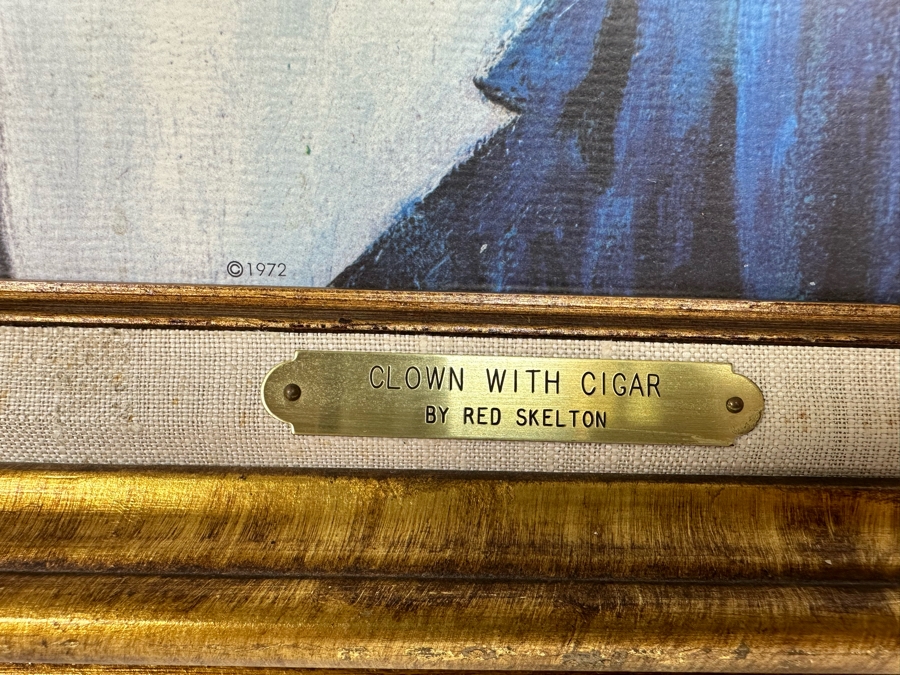 ©1972
CLOWN WITH CIGAR
BY RED SKELTON